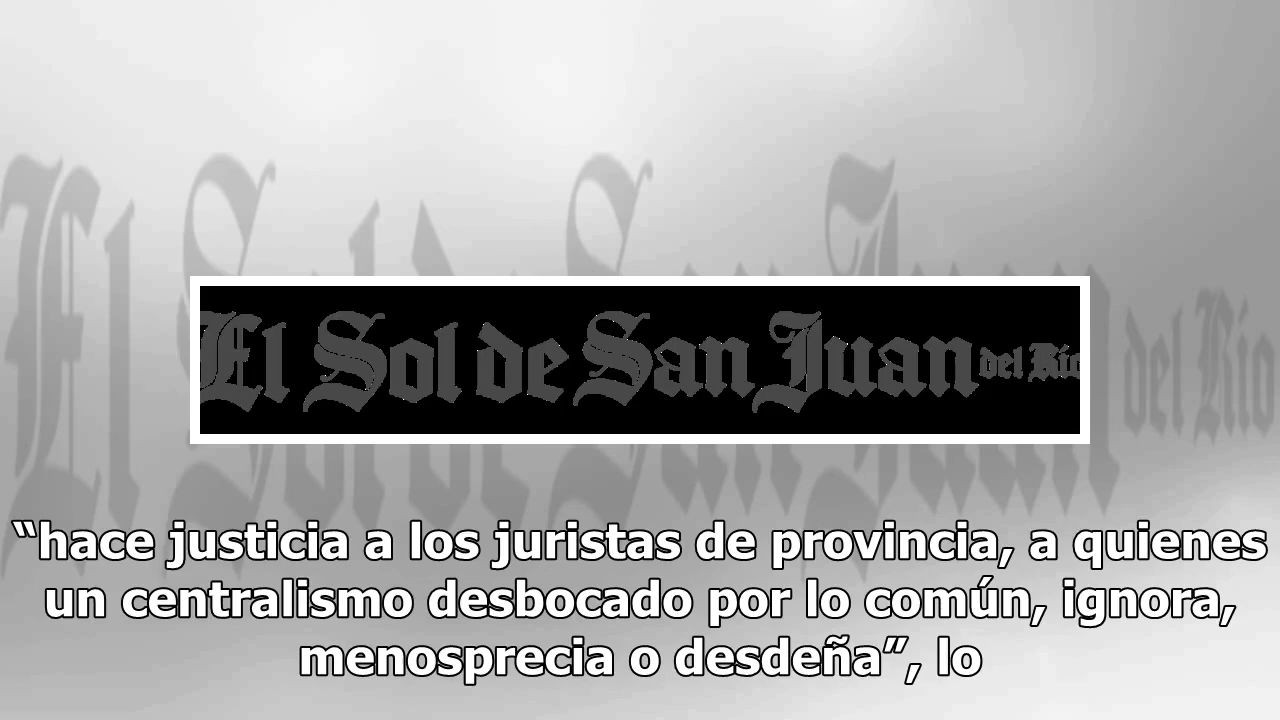 El Sol de San Juan del Río
“hace justicia a los juristas de provincia, a quienes
un centralismo desbocado por lo común, ignora,
menosprecia o desdeña”, lo